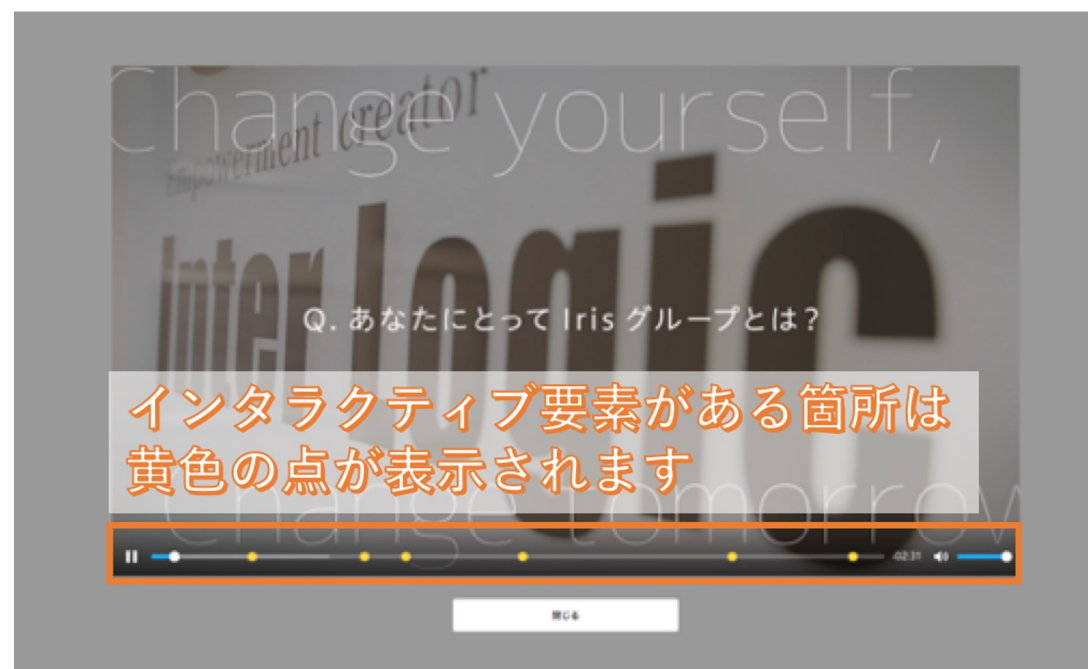 Change yourself,
Empowerment creator
Inter logic
Q. あなたにとって Iris グループとは?
インタラクティブ要素がある箇所は
黄色の点が表示されます
Change tomorrow
-02:31
閉じる